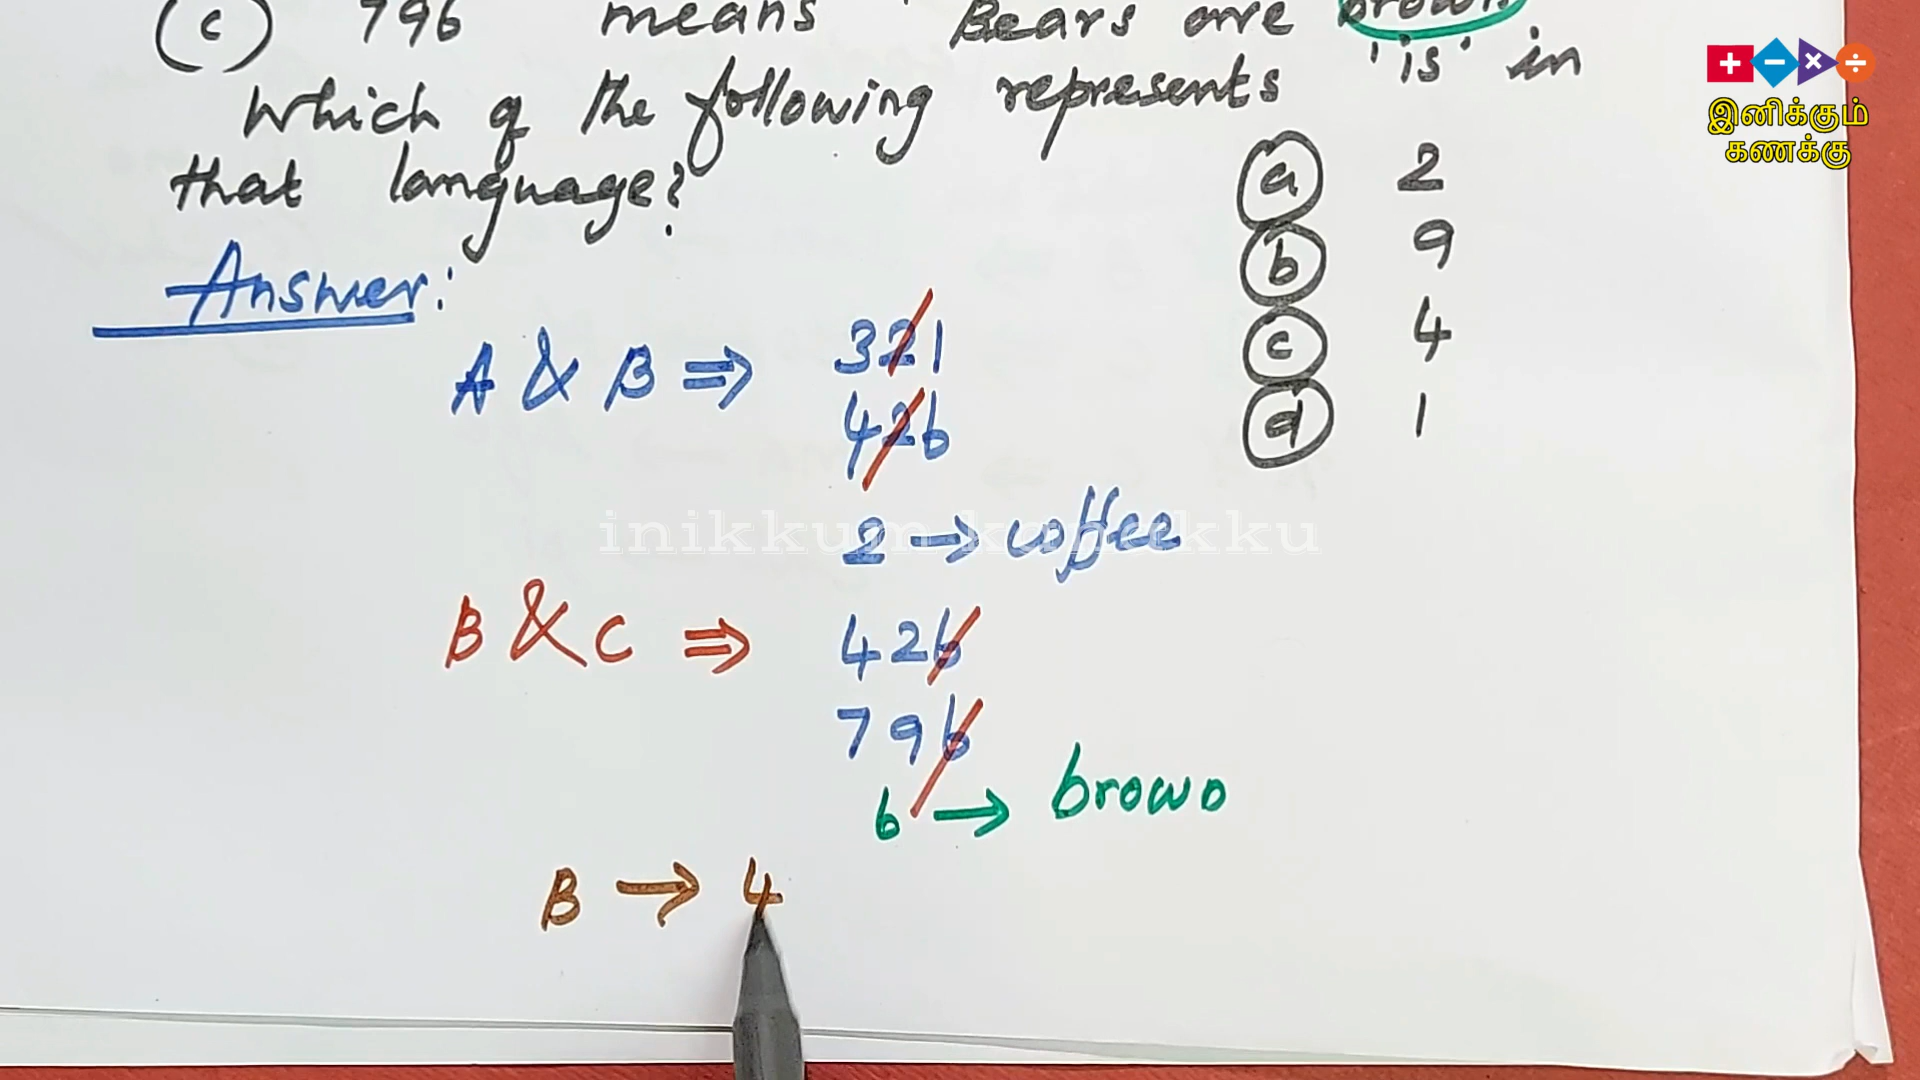 (c) 796 means ' Bears are brown
Which of the following represents 'is' in
that language?
(a) 2
(b) 9
(c) 4
(d) 1
Answer:
A & B ⇒ 321
426
2 → coffee
B & C ⇒ 426
796
6 → brown
B → 4
இனிக்கும்
கணக்கு
inikkum kanakku